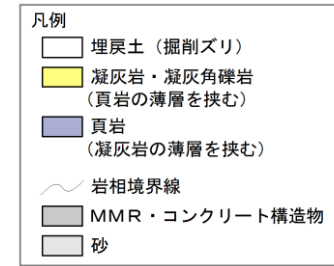 凡例
埋戻土（掘削ズリ）
凝灰岩・凝灰角礫岩
(頁岩の薄層を挟む)
頁岩
(凝灰岩の薄層を挟む)
岩相境界線
ＭＭＲ・コンクリート構造物
砂